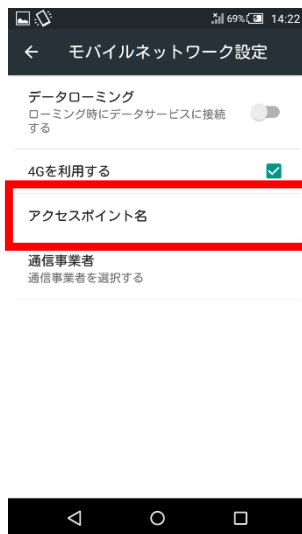 69% 14:22
モバイルネットワーク設定
データローミング
ローミング時にデータサービスに接続
する
4Gを利用する
アクセスポイント名
通信事業者
通信事業者を選択する